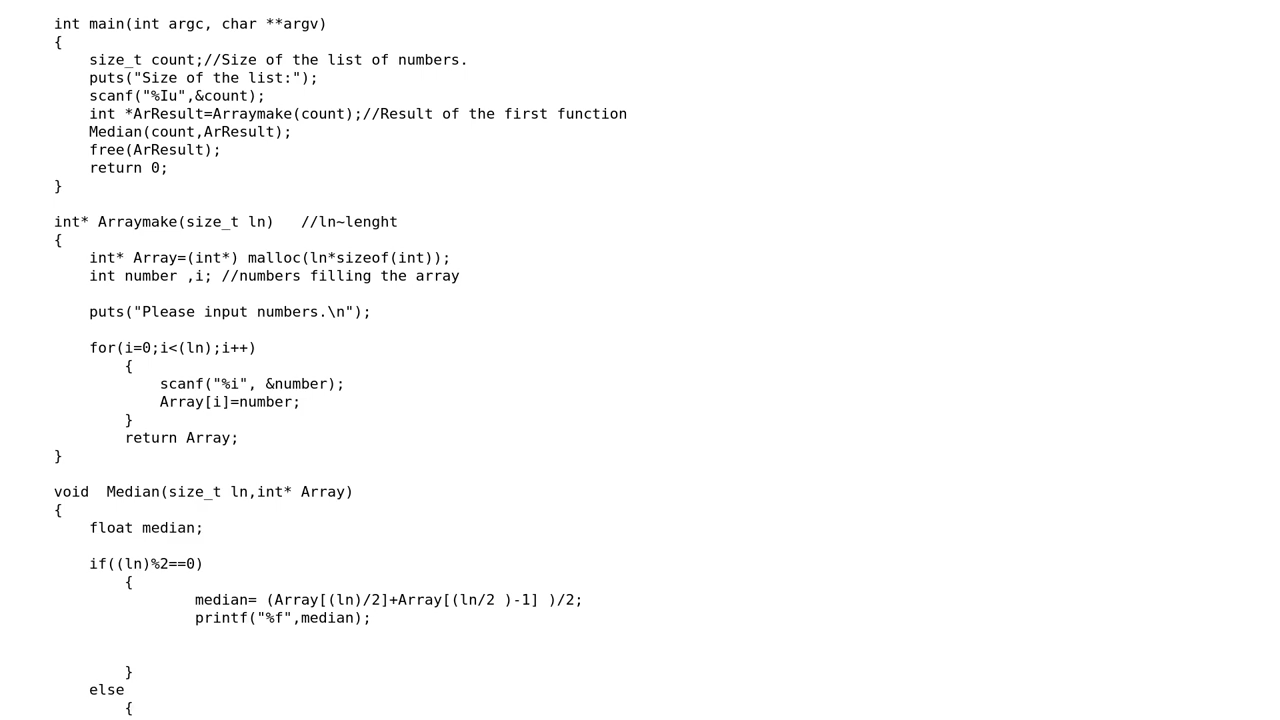 int main(int argc, char **argv)
{
    size_t count;//Size of the list of numbers.
    puts("Size of the list:");
    scanf("%Iu",&count);
    int *ArResult=Arraymake(count);//Result of the first function
    Median(count,ArResult);
    free(ArResult);
    return 0;
}

int* Arraymake(size_t ln)   //ln~lenght
{
    int* Array=(int*) malloc(ln*sizeof(int));
    int number ,i; //numbers filling the array

    puts("Please input numbers.\n");

    for(i=0;i<(ln);i++)
        {
            scanf("%i", &number);
            Array[i]=number;
        }
        return Array;
}

void  Median(size_t ln,int* Array)
{
    float median;

    if((ln)%2==0)
        {
                median= (Array[(ln)/2]+Array[(ln/2 )-1] )/2;
                printf("%f",median);


        }
    else
        {